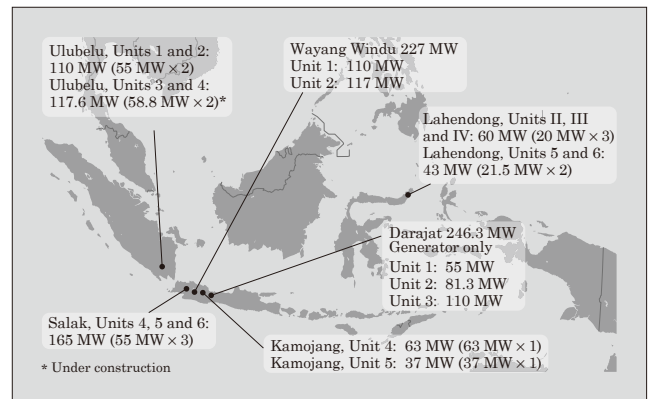 Ulubelu, Units 1 and 2:
110 MW (55 MW × 2)
Ulubelu, Units 3 and 4:
117.6 MW (58.8 MW × 2)*
Wayang Windu 227 MW
Unit 1: 110 MW
Unit 2: 117 MW
Lahendong, Units II, III
and IV: 60 MW (20 MW × 3)
Lahendong, Units 5 and 6:
43 MW (21.5 MW × 2)
Darajat 246.3 MW
Generator only
Unit 1: 55 MW
Unit 2: 81.3 MW
Unit 3: 110 MW
Salak, Units 4, 5 and 6:
165 MW (55 MW × 3)
Kamojang, Unit 4: 63 MW (63 MW × 1)
Kamojang, Unit 5: 37 MW (37 MW × 1)
* Under construction